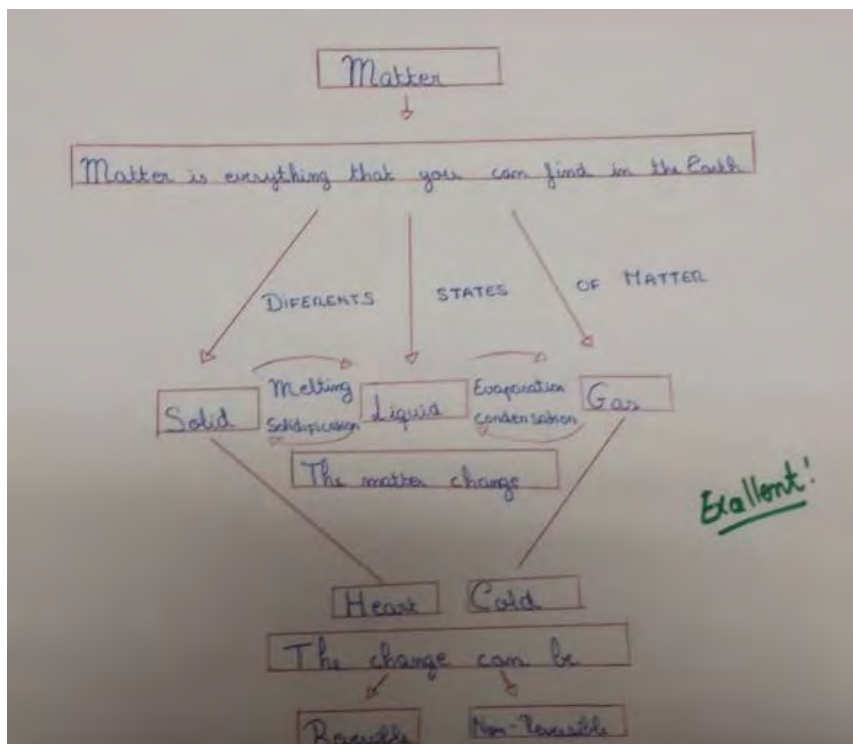 Matter
Matter is everything that you can find in the Earth
DIFERENTS STATES OF MATTER
Melting Evaporation
Solid Liquid Gas
Solidification Condensation
The matter change
Exallent!
Heart Cold
The change can be
Reversible Non-Reversible